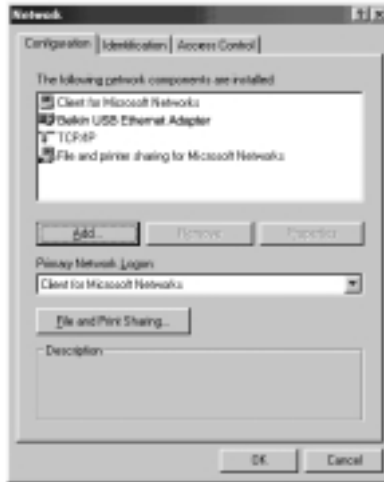 Network
Configuration Identification Access Control
The following network components are installed
Client for Microsoft Networks
Belkin USB Ethernet Adapter
TCP/IP
File and printer sharing for Microsoft Networks
Add... Remove Properties
Primary Network Logon:
Client for Microsoft Networks
File and Print Sharing...
Description
OK Cancel